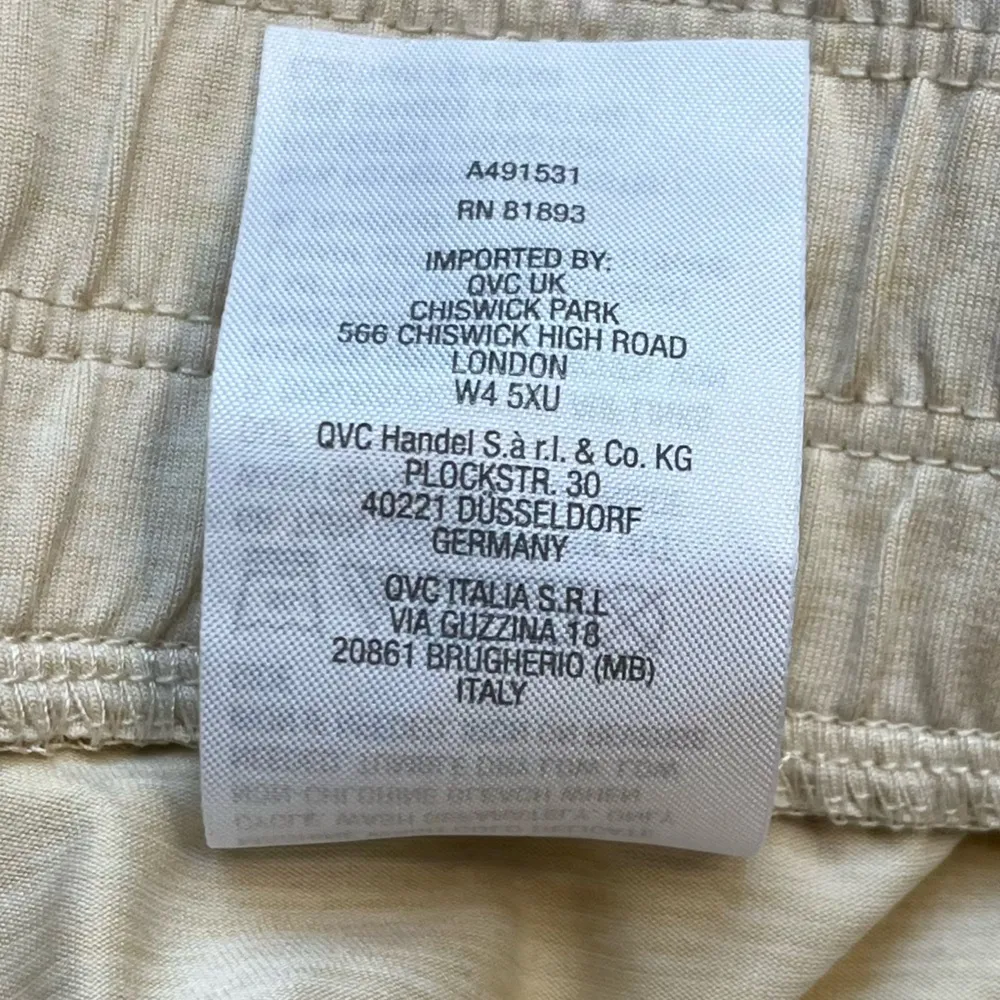 A491531
RN 81893
IMPORTED BY:
QVC UK
CHISWICK PARK
566 CHISWICK HIGH ROAD
LONDON
W4 5XU
QVC Handel S.à r.l. & Co. KG
PLOCKSTR. 30
40221 DÜSSELDORF
GERMANY
QVC ITALIA S.R.L
VIA GUZZINA 18
20861 BRUGHERIO (MB)
ITALY